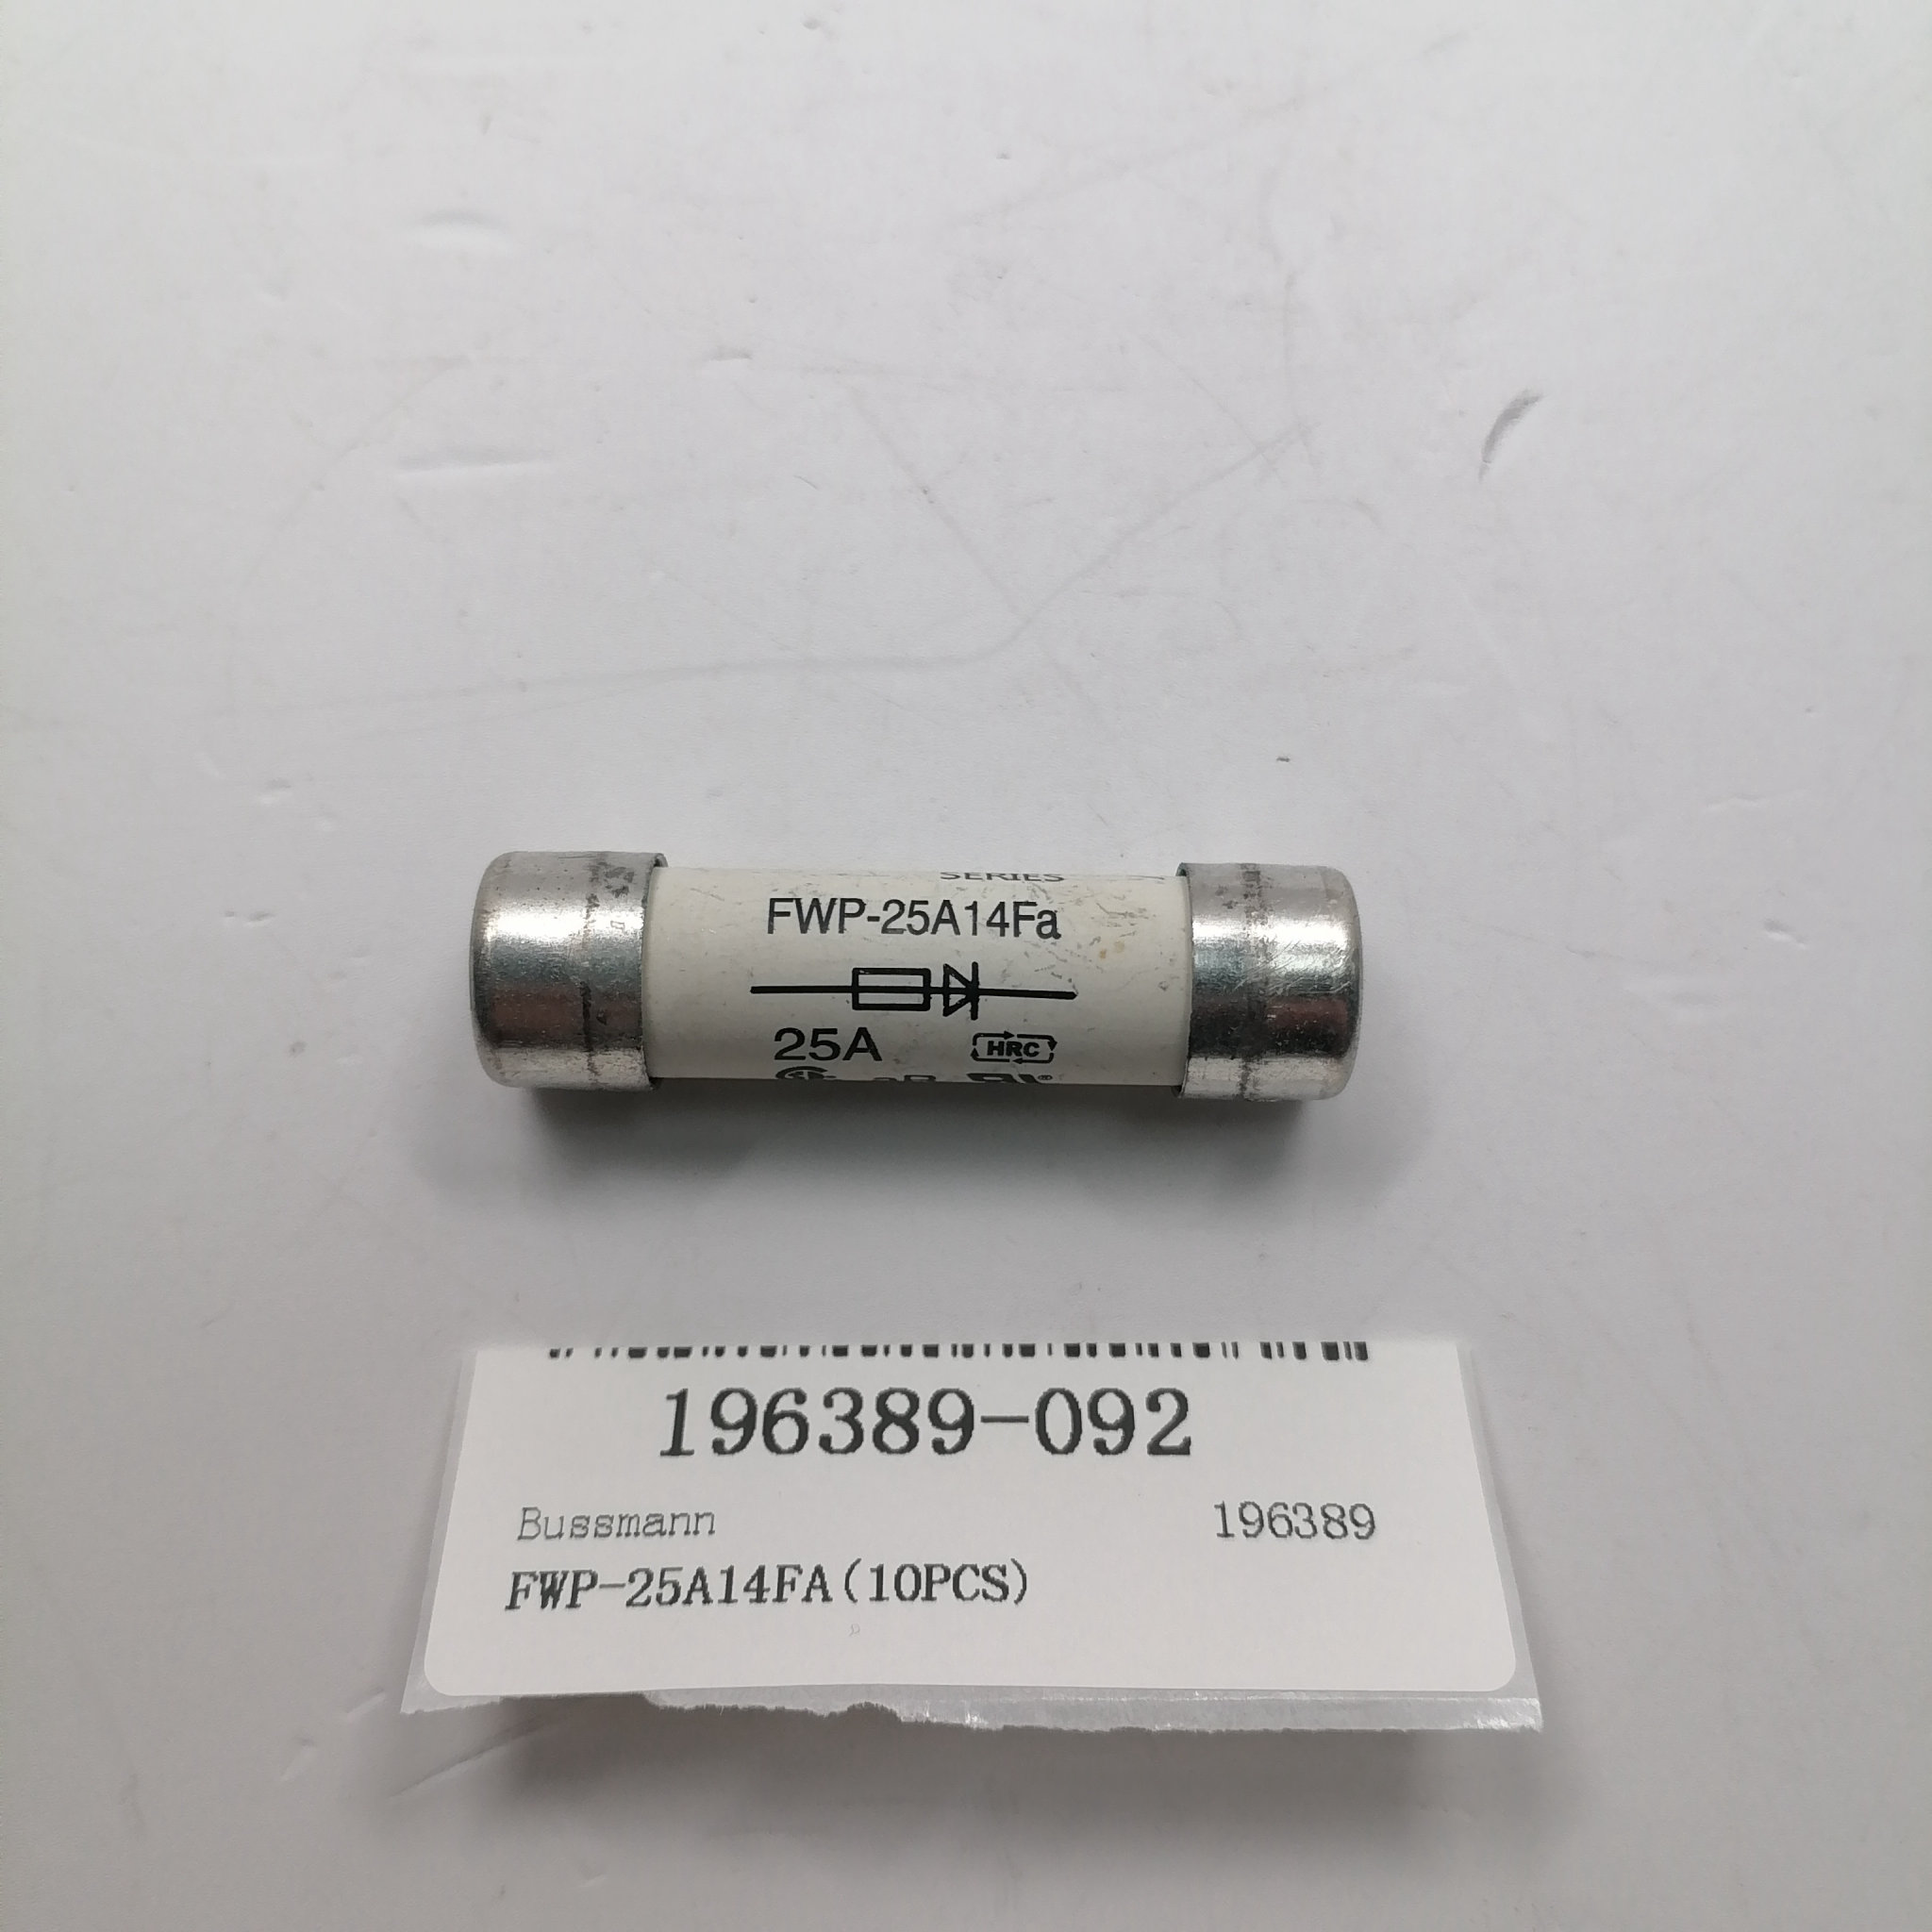 SERIES
FWP-25A14Fa
25A HRC
196389-092
Bussmann 196389
FWP-25A14FA(10PCS)